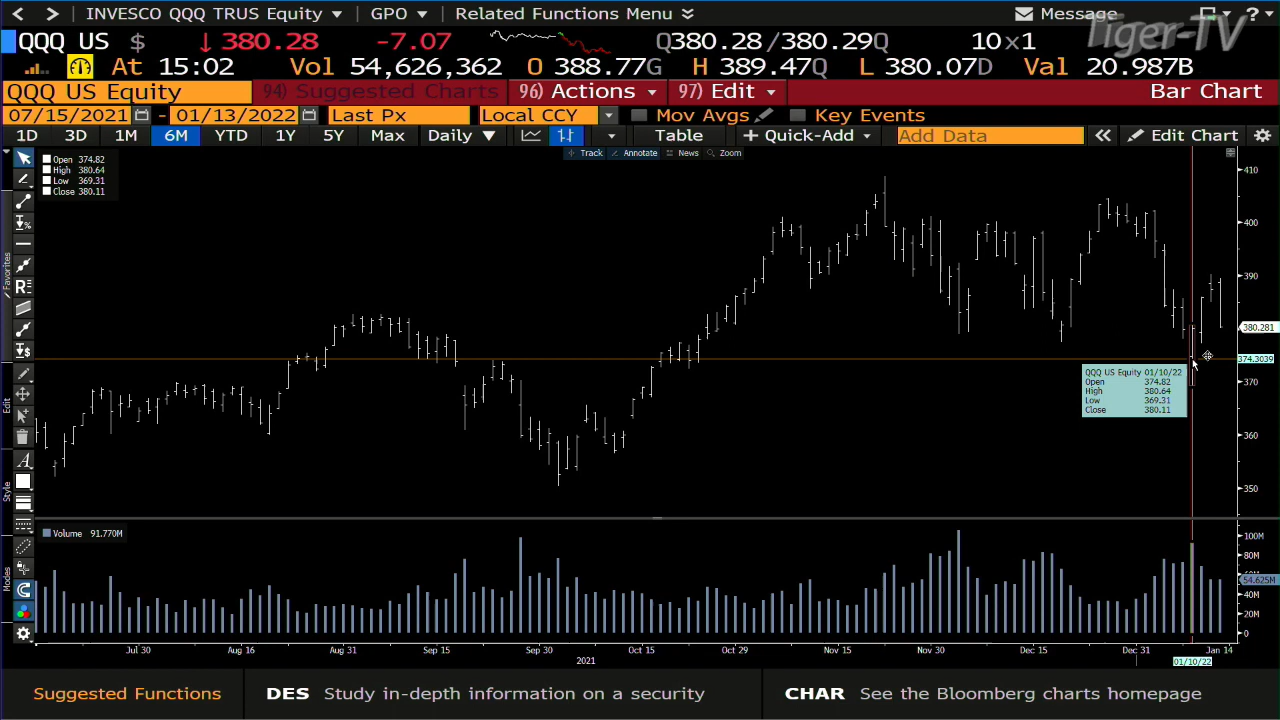 INVESCO QQQ TRUS Equity GPO Related Functions Menu Message ?
Tiger-TV
QQQ US $ ↓380.28 -7.07 Q380.28/380.29Q 10×1
At 15:02 Vol 54,626,362 O 388.77G H 389.47Q L 380.07D Val 20.987B
QQQ US Equity 94) Suggested Charts 96) Actions 97) Edit Bar Chart
07/15/2021 - 01/13/2022 Last Px Local CCY Mov Avgs Key Events
1D 3D 1M 6M YTD 1Y 5Y Max Daily ▼ Table + Quick-Add Add Data « Edit Chart
Track Annotate News Zoom
Open 374.82
High 380.64
Low 369.31
Close 380.11
410
400
390
380.281
374.3039
370
360
350
QQQ US Equity 01/10/22
Open 374.82
High 380.64
Low 369.31
Close 380.11
Favorites
Edit
Style
Modes
Volume 91.770M
100M
80M
54.625M
40M
20M
0
Jul 30 Aug 16 Aug 31 Sep 15 Sep 30 Oct 15 Oct 29 Nov 15 Nov 30 Dec 15 Dec 31 Jan 14
2021 01/10/22
Suggested Functions DES Study in-depth information on a security CHAR See the Bloomberg charts homepage